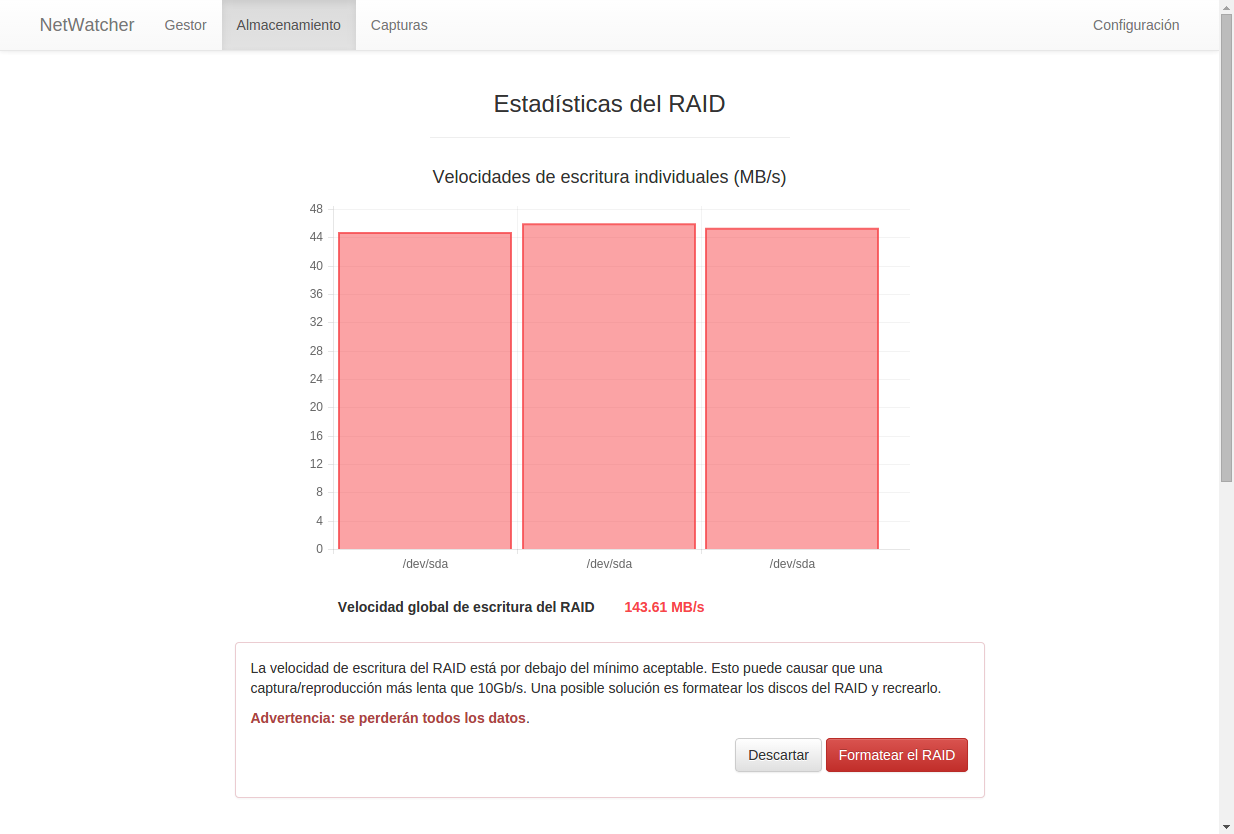 NetWatcher Gestor Almacenamiento Capturas Configuración
Estadísticas del RAID
Velocidades de escritura individuales (MB/s)
48
44
40
36
32
28
24
20
16
12
8
4
0
/dev/sda /dev/sda /dev/sda
Velocidad global de escritura del RAID 143.61 MB/s
La velocidad de escritura del RAID está por debajo del mínimo aceptable. Esto puede causar que una
captura/reproducción más lenta que 10Gb/s. Una posible solución es formatear los discos del RAID y recrearlo.
Advertencia: se perderán todos los datos.
Descartar Formatear el RAID